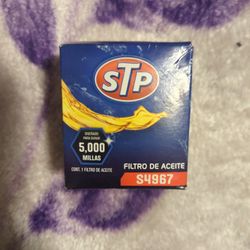 STP
DISEÑADO
PARA DURAR
5,000
MILLAS
CONT. 1 FILTRO DE ACEITE
FILTRO DE ACEITE
S4967